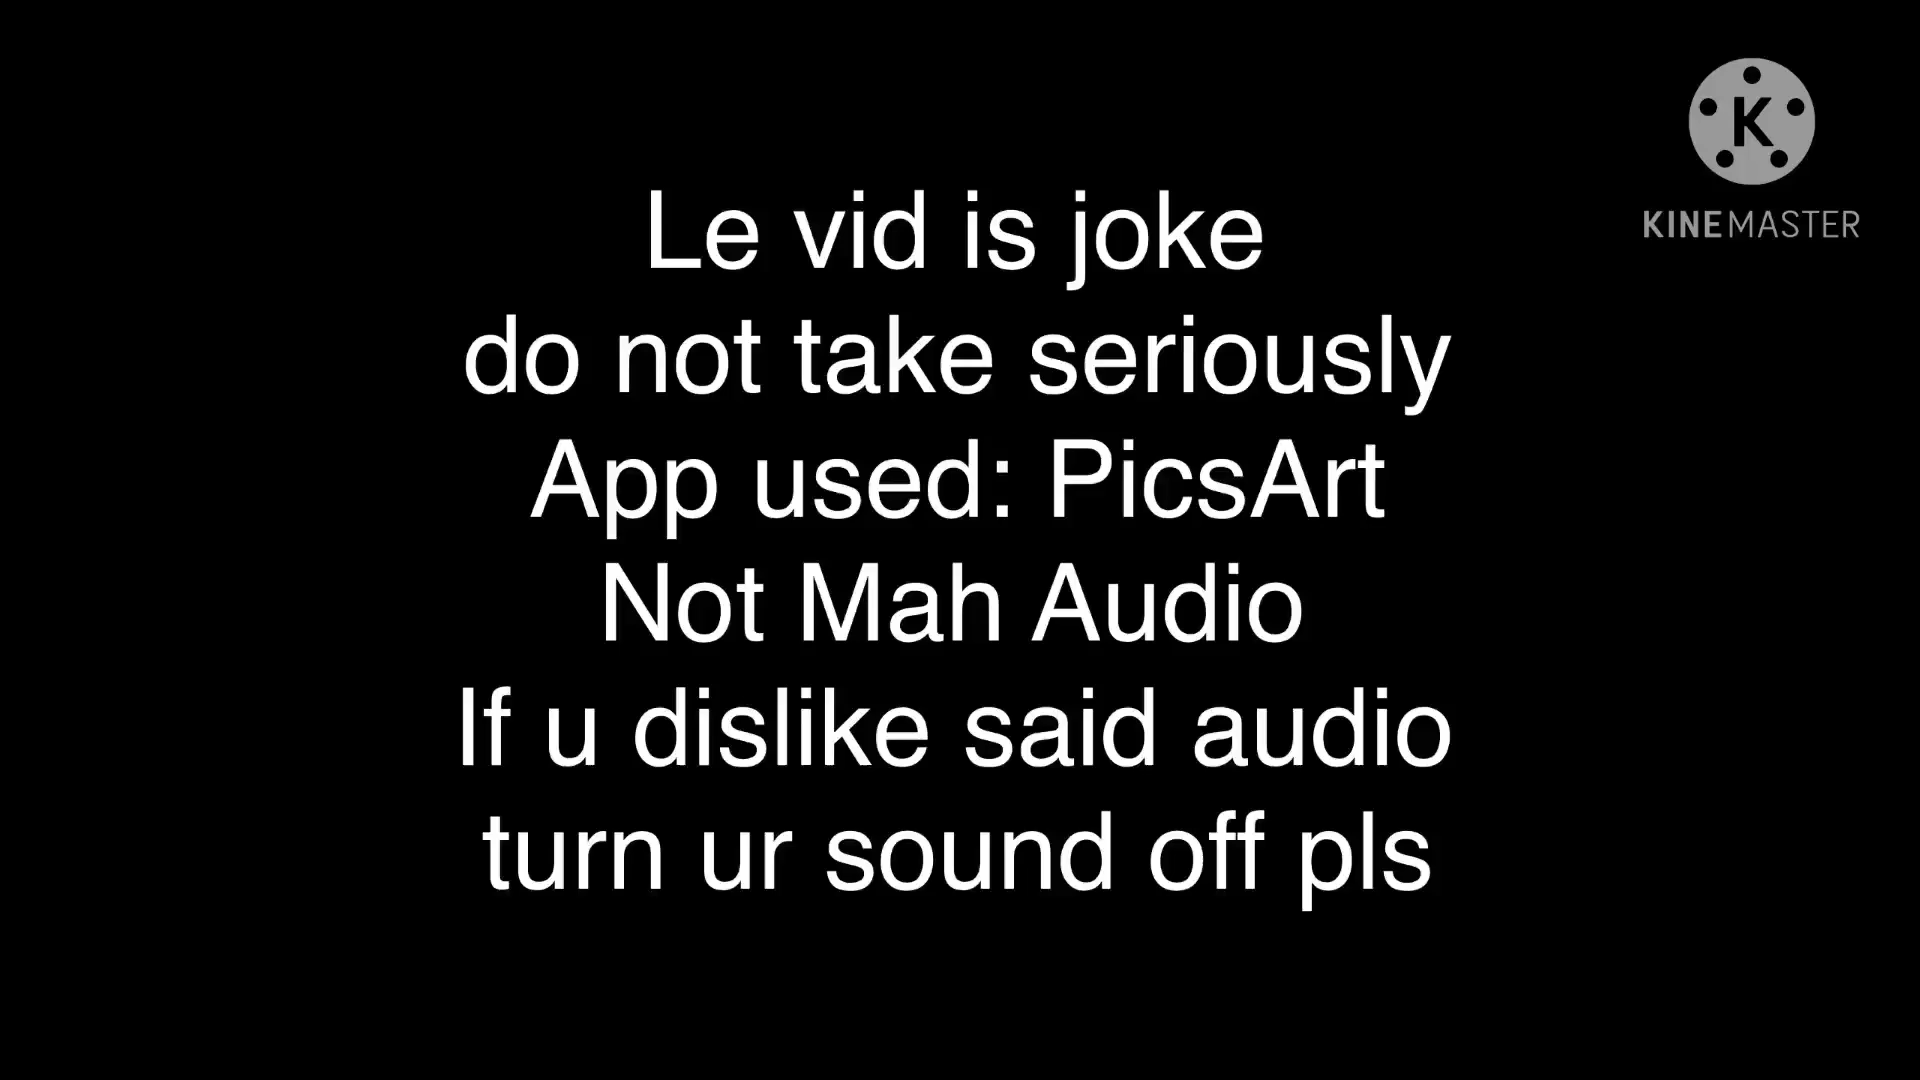 K
KINEMASTER
Le vid is joke
do not take seriously
App used: PicsArt
Not Mah Audio
If u dislike said audio
turn ur sound off pls